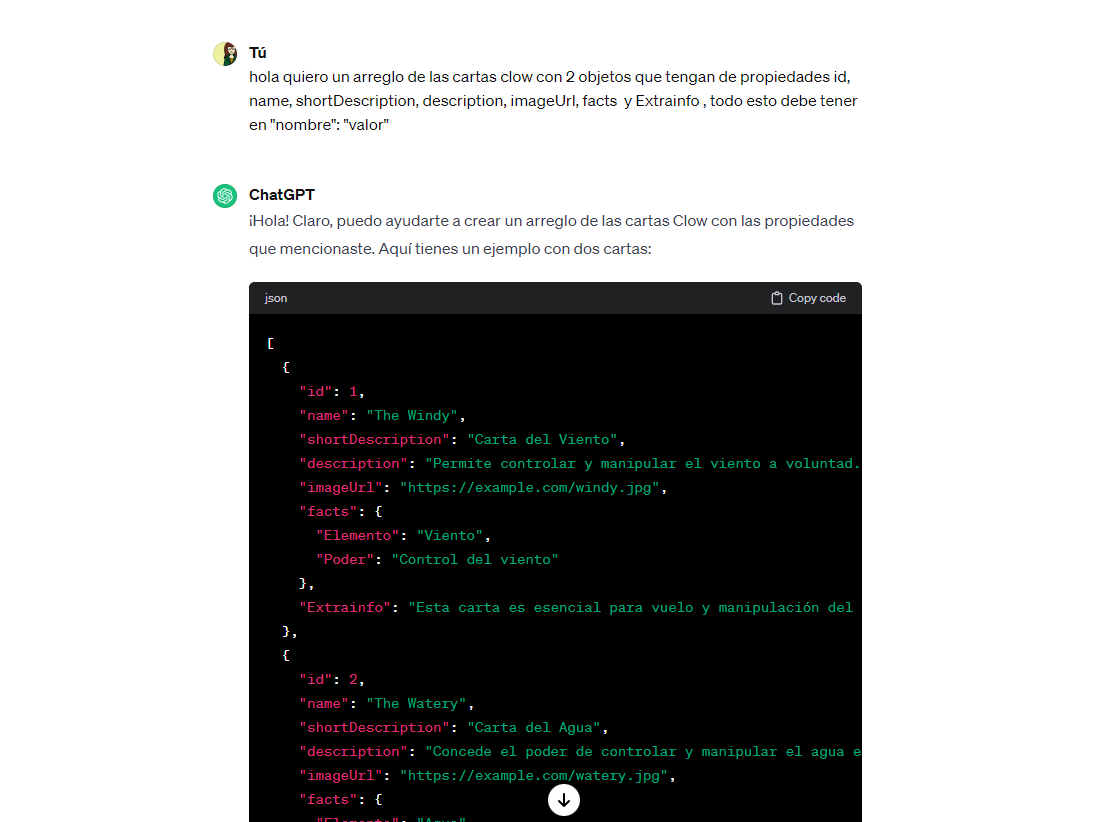 Tú
hola quiero un arreglo de las cartas clow con 2 objetos que tengan de propiedades id,
name, shortDescription, description, imageUrl, facts y Extrainfo , todo esto debe tener
en "nombre": "valor"
ChatGPT
¡Hola! Claro, puedo ayudarte a crear un arreglo de las cartas Clow con las propiedades
que mencionaste. Aquí tienes un ejemplo con dos cartas:
json Copy code
[
{
"id": 1,
"name": "The Windy",
"shortDescription": "Carta del Viento",
"description": "Permite controlar y manipular el viento a voluntad.
"imageUrl": "https://example.com/windy.jpg",
"facts": {
"Elemento": "Viento",
"Poder": "Control del viento"
},
"Extrainfo": "Esta carta es esencial para vuelo y manipulación del
},
{
"id": 2,
"name": "The Watery",
"shortDescription": "Carta del Agua",
"description": "Concede el poder de controlar y manipular el agua e
"imageUrl": "https://example.com/watery.jpg",
"facts": {
"Elemento": "Agua",